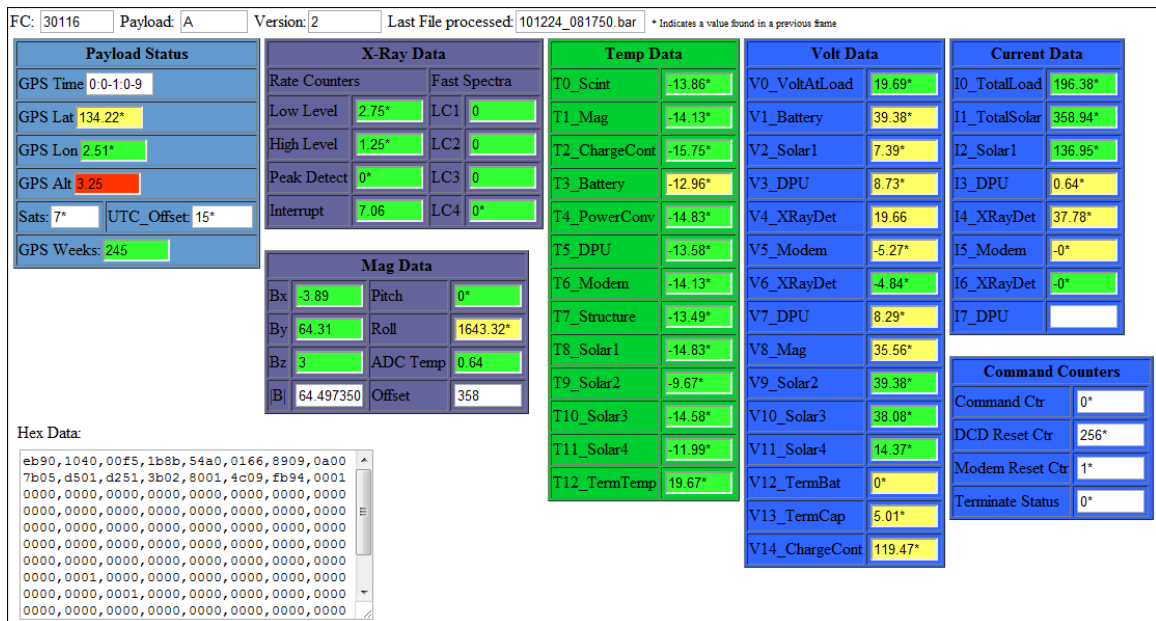 FC: 30116 Payload: A Version: 2 Last File processed: 101224_081750.bar * Indicates a value found in a previous frame
Payload Status
GPS Time 0:0-1:0-9
GPS Lat 134.22*
GPS Lon 2.51*
GPS Alt 3.25
Sats: 7* UTC_Offset: 15*
GPS Weeks: 245
X-Ray Data
Rate Counters Fast Spectra
Low Level 2.75* LC1 0
High Level 1.25* LC2 0
Peak Detect 0* LC3 0
Interrupt 7.06 LC4 0*
Mag Data
Bx -3.89 Pitch 0*
By 64.31 Roll 1643.32*
Bz 3 ADC Temp 0.64
|B| 64.497350 Offset 358
Temp Data
T0_Scint -13.86*
T1_Mag -14.13*
T2_ChargeCont -15.75*
T3_Battery -12.96*
T4_PowerConv -14.83*
T5_DPU -13.58*
T6_Modem -14.13*
T7_Structure -13.49*
T8_Solar1 -14.83*
T9_Solar2 -9.67*
T10_Solar3 -14.58*
T11_Solar4 -11.99*
T12_TermTemp 19.67*
Volt Data
V0_VoltAtLoad 19.69*
V1_Battery 39.38*
V2_Solar1 7.39*
V3_DPU 8.73*
V4_XRayDet 19.66
V5_Modem -5.27*
V6_XRayDet -4.84*
V7_DPU 8.29*
V8_Mag 35.56*
V9_Solar2 39.38*
V10_Solar3 38.08*
V11_Solar4 14.37*
V12_TermBat 0*
V13_TermCap 5.01*
V14_ChargeCont 119.47*
Current Data
I0_TotalLoad 196.38*
I1_TotalSolar 358.94*
I2_Solar1 136.95*
I3_DPU 0.64*
I4_XRayDet 37.78*
I5_Modem -0*
I6_XRayDet -0*
I7_DPU
Command Counters
Command Ctr 0*
DCD Reset Ctr 256*
Modem Reset Ctr 1*
Terminate Status 0*
Hex Data:
eb90,1040,00f5,1b8b,54a0,0166,8909,0a00
7b05,d501,d251,3b02,8001,4c09,fb94,0001
0000,0000,0000,0000,0000,0000,0000,0000
0000,0000,0000,0000,0000,0000,0000,0000
0000,0000,0000,0000,0000,0000,0000,0000
0000,0000,0000,0000,0000,0000,0000,0000
0000,0000,0000,0000,0000,0000,0000,0000
0000,0001,0000,0000,0000,0000,0000,0000
0000,0000,0001,0000,0000,0000,0000,0000
0000,0000,0000,0000,0000,0000,0000,0000